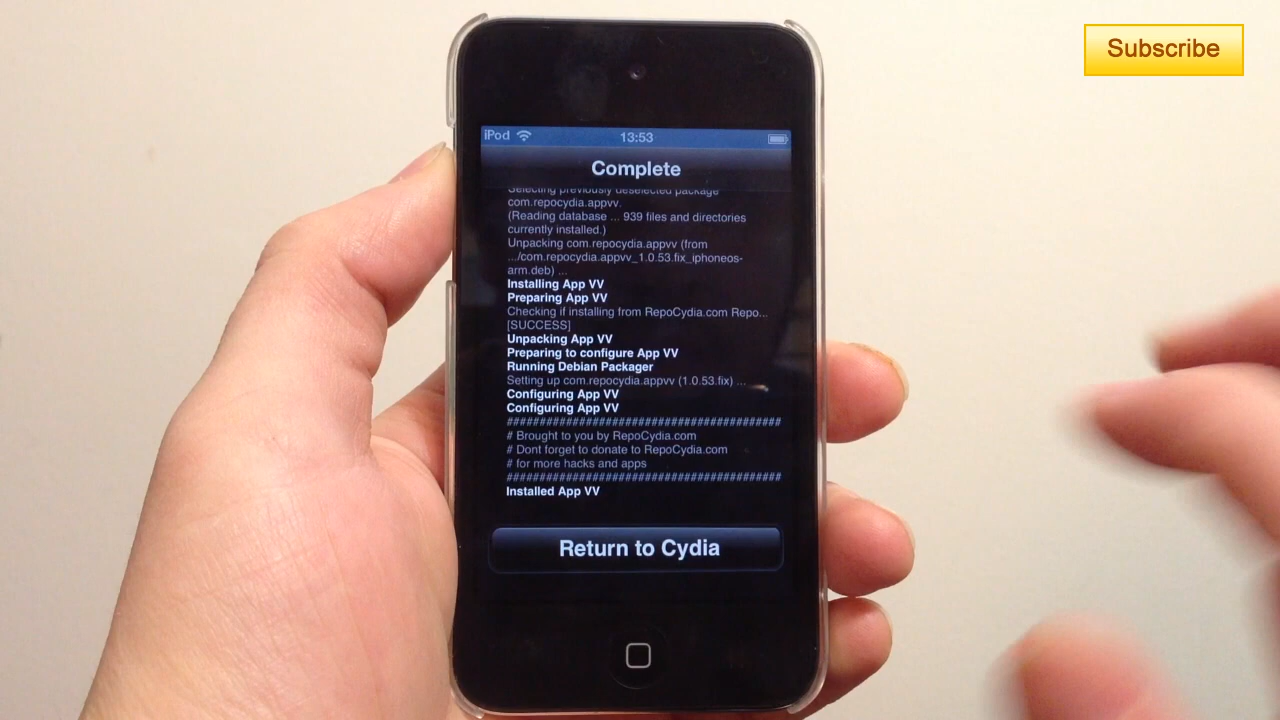 Subscribe
iPod
13:53
Complete
Selecting previously deselected package
com.repocydia.appvv.
(Reading database ... 939 files and directories
currently installed.)
Unpacking com.repocydia.appvv (from
.../com.repocydia.appvv_1.0.53.fix_iphoneos-
arm.deb) ...
Installing App VV
Preparing App VV
Checking if installing from RepoCydia.com Repo...
[SUCCESS]
Unpacking App VV
Preparing to configure App VV
Running Debian Packager
Setting up com.repocydia.appvv (1.0.53.fix) ...
Configuring App VV
Configuring App VV
##########################################
# Brought to you by RepoCydia.com
# Dont forget to donate to RepoCydia.com
# for more hacks and apps
##########################################
Installed App VV
Return to Cydia